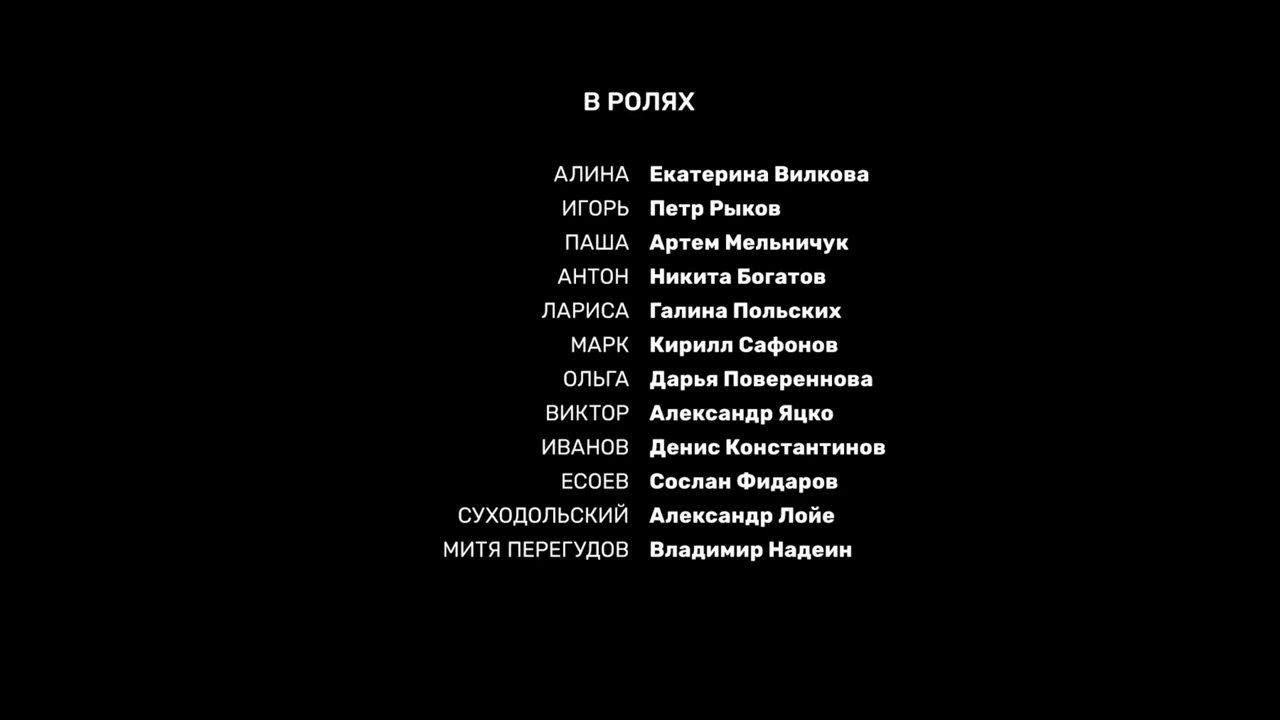 В РОЛЯХ
АЛИНА Екатерина Вилкова
ИГОРЬ Петр Рыков
ПАША Артем Мельничук
АНТОН Никита Богатов
ЛАРИСА Галина Польских
МАРК Кирилл Сафонов
ОЛЬГА Дарья Повереннова
ВИКТОР Александр Яцко
ИВАНОВ Денис Константинов
ЕСОЕВ Сослан Фидаров
СУХОДОЛЬСКИЙ Александр Лойе
МИТЯ ПЕРЕГУДОВ Владимир Надеин